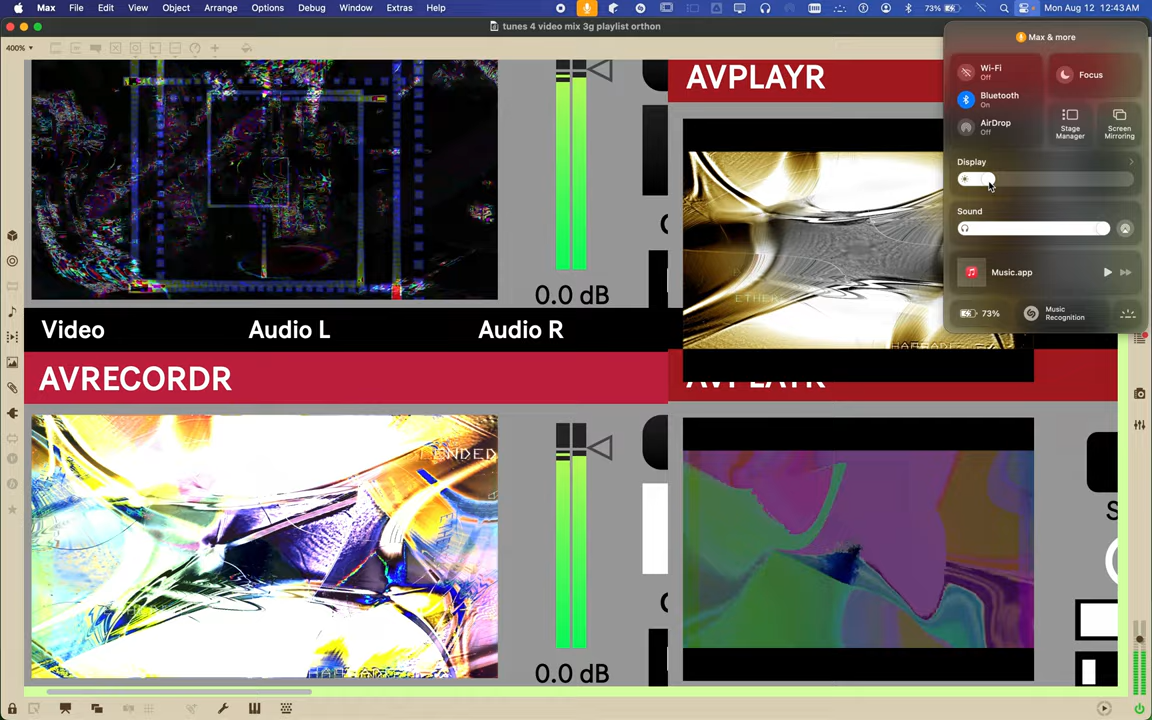 Max File Edit View Object Arrange Options Debug Window Extras Help
73% Mon Aug 12 12:43 AM
tunes 4 video mix 3g playlist orthon
400%
Max & more
Wi-Fi
Off
Focus
Bluetooth
On
AirDrop
Off
Stage
Manager
Screen
Mirroring
Display
Sound
Music.app
73%
Music
Recognition
AVPLAYR
ETHER
0.0 dB
Video Audio L Audio R
AVRECORDR
AVPLAYR
ENDED
0.0 dB